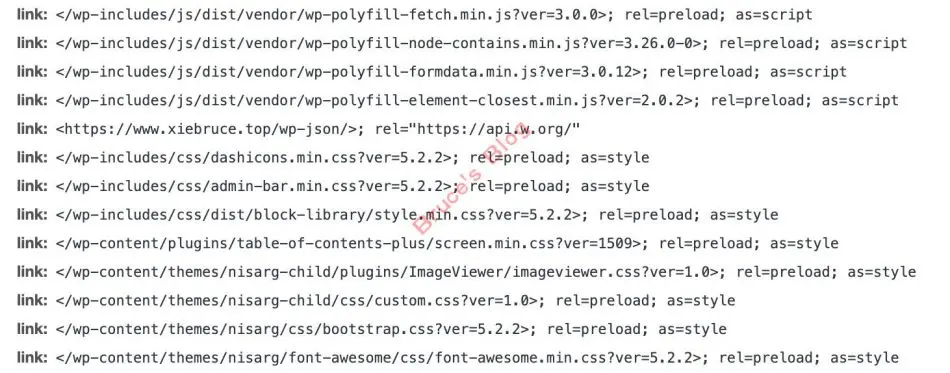 link: </wp-includes/js/dist/vendor/wp-polyfill-fetch.min.js?ver=3.0.0>; rel=preload; as=script
link: </wp-includes/js/dist/vendor/wp-polyfill-node-contains.min.js?ver=3.26.0-0>; rel=preload; as=script
link: </wp-includes/js/dist/vendor/wp-polyfill-formdata.min.js?ver=3.0.12>; rel=preload; as=script
link: </wp-includes/js/dist/vendor/wp-polyfill-element-closest.min.js?ver=2.0.2>; rel=preload; as=script
link: <https://www.xiebruce.top/wp-json/>; rel="https://api.w.org/"
link: </wp-includes/css/dashicons.min.css?ver=5.2.2>; rel=preload; as=style
link: </wp-includes/css/admin-bar.min.css?ver=5.2.2>; rel=preload; as=style
link: </wp-includes/css/dist/block-library/style.min.css?ver=5.2.2>; rel=preload; as=style
link: </wp-content/plugins/table-of-contents-plus/screen.min.css?ver=1509>; rel=preload; as=style
link: </wp-content/themes/nisarg-child/plugins/ImageViewer/imageviewer.css?ver=1.0>; rel=preload; as=style
link: </wp-content/themes/nisarg-child/css/custom.css?ver=1.0>; rel=preload; as=style
link: </wp-content/themes/nisarg/css/bootstrap.css?ver=5.2.2>; rel=preload; as=style
link: </wp-content/themes/nisarg/font-awesome/css/font-awesome.min.css?ver=5.2.2>; rel=preload; as=style
Bruce's Blog